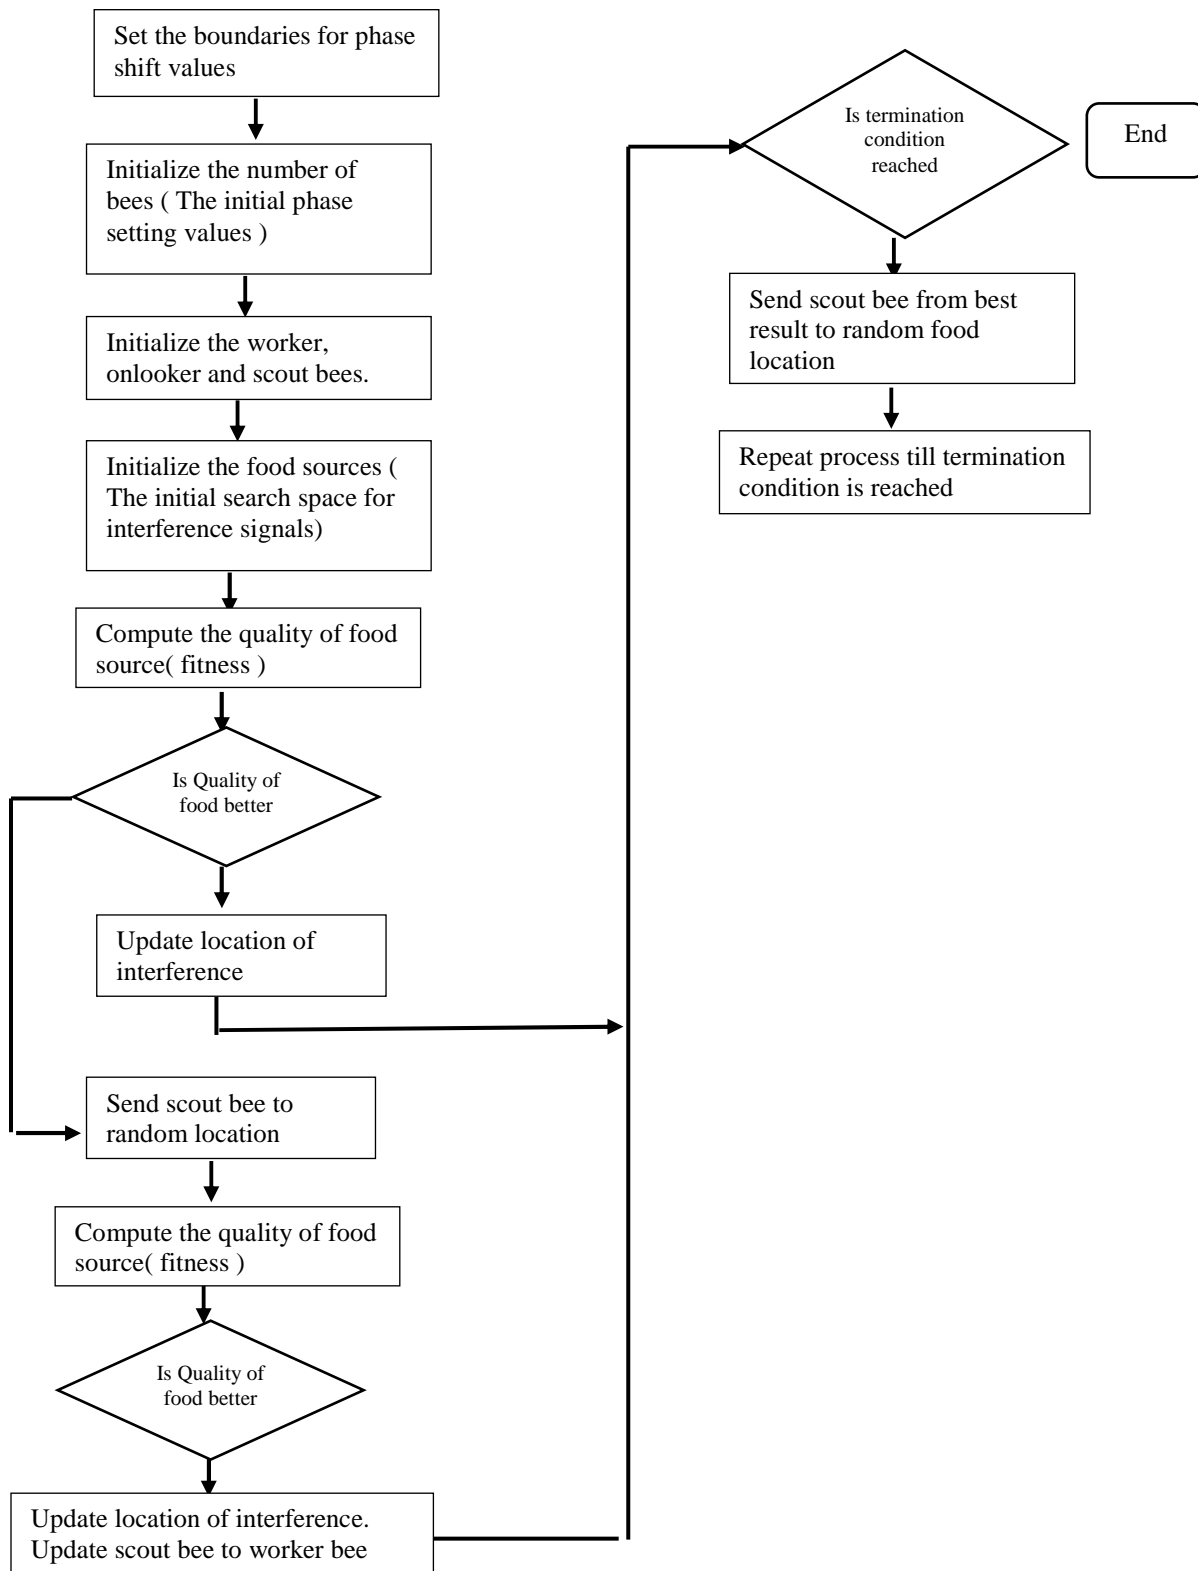 Set the boundaries for phase
shift values
Initialize the number of
bees ( The initial phase
setting values )
Initialize the worker,
onlooker and scout bees.
Initialize the food sources (
The initial search space for
interference signals)
Compute the quality of food
source( fitness )
Is Quality of
food better
Update location of
interference
Send scout bee to
random location
Compute the quality of food
source( fitness )
Is Quality of
food better
Update location of interference.
Update scout bee to worker bee
Is termination
condition
reached
End
Send scout bee from best
result to random food
location
Repeat process till termination
condition is reached